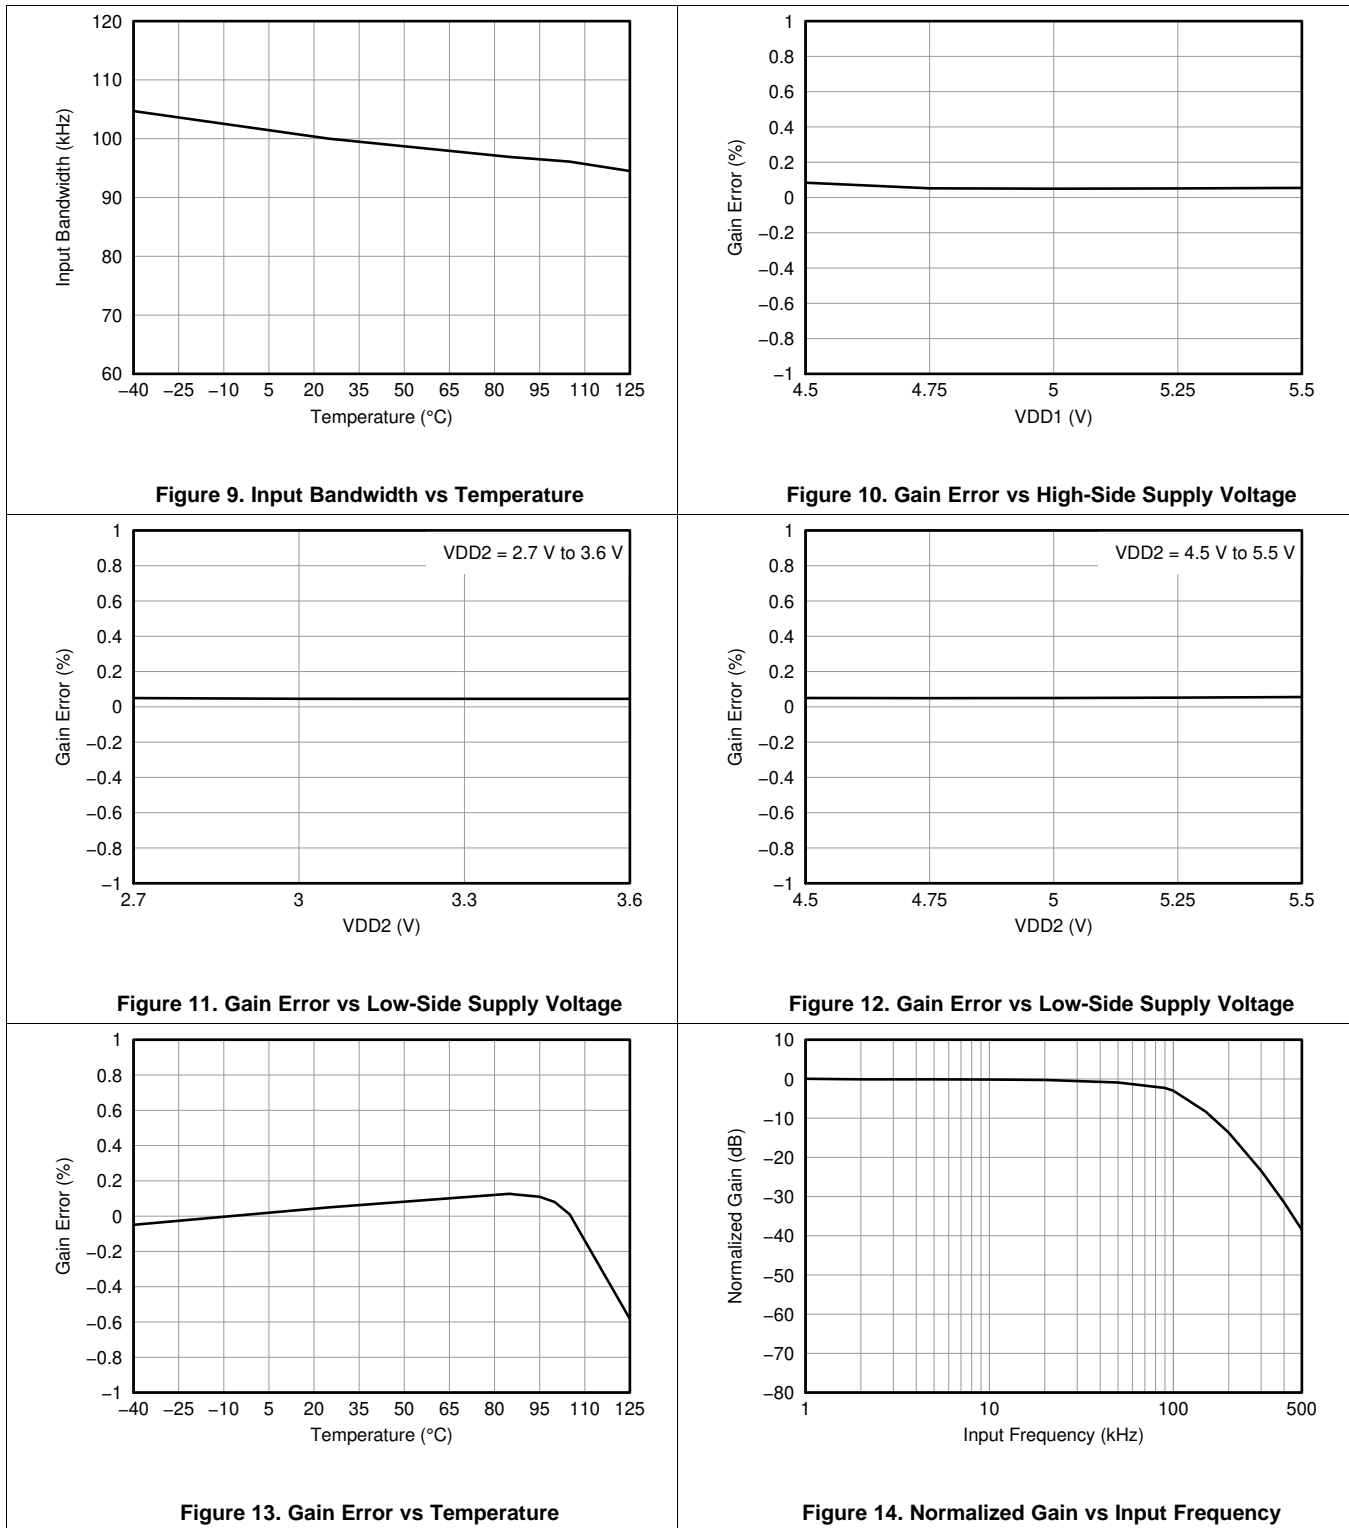 120
110
100
90
80
70
60
Input Bandwidth (kHz)
−40 −25 −10 5 20 35 50 65 80 95 110 125
Temperature (°C)
Figure 9. Input Bandwidth vs Temperature
1
0.8
0.6
0.4
0.2
0
−0.2
−0.4
−0.6
−0.8
−1
Gain Error (%)
4.5 4.75 5 5.25 5.5
VDD1 (V)
Figure 10. Gain Error vs High-Side Supply Voltage
1
0.8
0.6
0.4
0.2
0
−0.2
−0.4
−0.6
−0.8
−1
Gain Error (%)
VDD2 = 2.7 V to 3.6 V
2.7 3 3.3 3.6
VDD2 (V)
Figure 11. Gain Error vs Low-Side Supply Voltage
1
0.8
0.6
0.4
0.2
0
−0.2
−0.4
−0.6
−0.8
−1
Gain Error (%)
VDD2 = 4.5 V to 5.5 V
4.5 4.75 5 5.25 5.5
VDD2 (V)
Figure 12. Gain Error vs Low-Side Supply Voltage
1
0.8
0.6
0.4
0.2
0
−0.2
−0.4
−0.6
−0.8
−1
Gain Error (%)
−40 −25 −10 5 20 35 50 65 80 95 110 125
Temperature (°C)
Figure 13. Gain Error vs Temperature
10
0
−10
−20
−30
−40
−50
−60
−70
−80
Normalized Gain (dB)
1 10 100 500
Input Frequency (kHz)
Figure 14. Normalized Gain vs Input Frequency